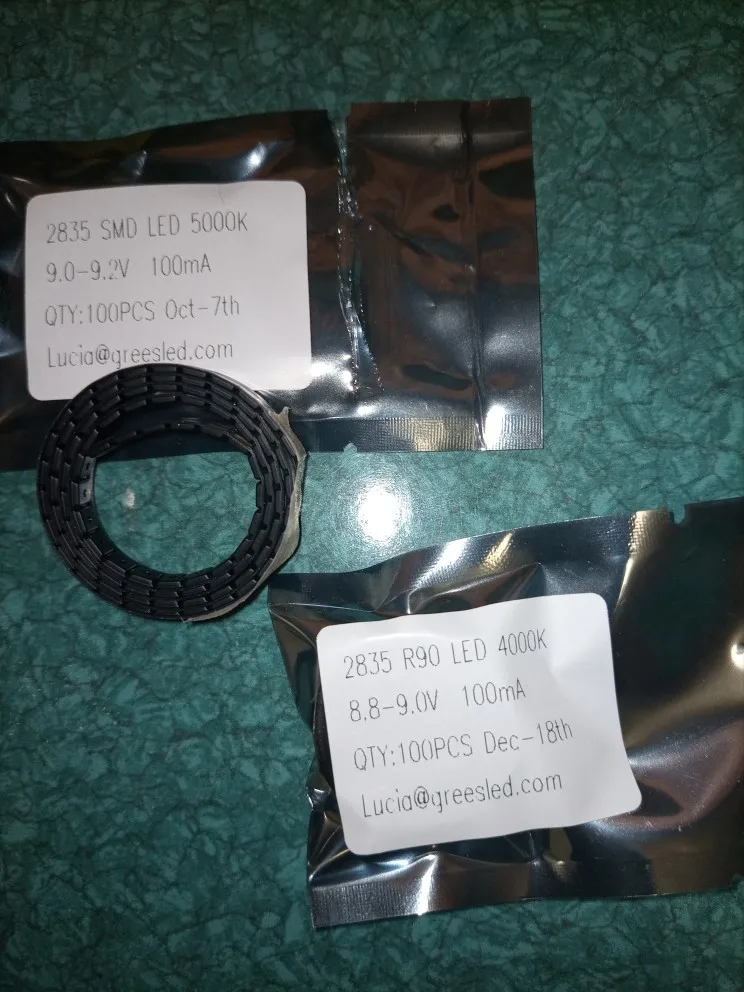 2835 SMD LED 5000K
9.0-9.2V 100mA
QTY:100PCS Oct-7th
Lucia@greesled.com
2835 R90 LED 4000K
8.8-9.0V 100mA
QTY:100PCS Dec-18th
Lucia@greesled.com